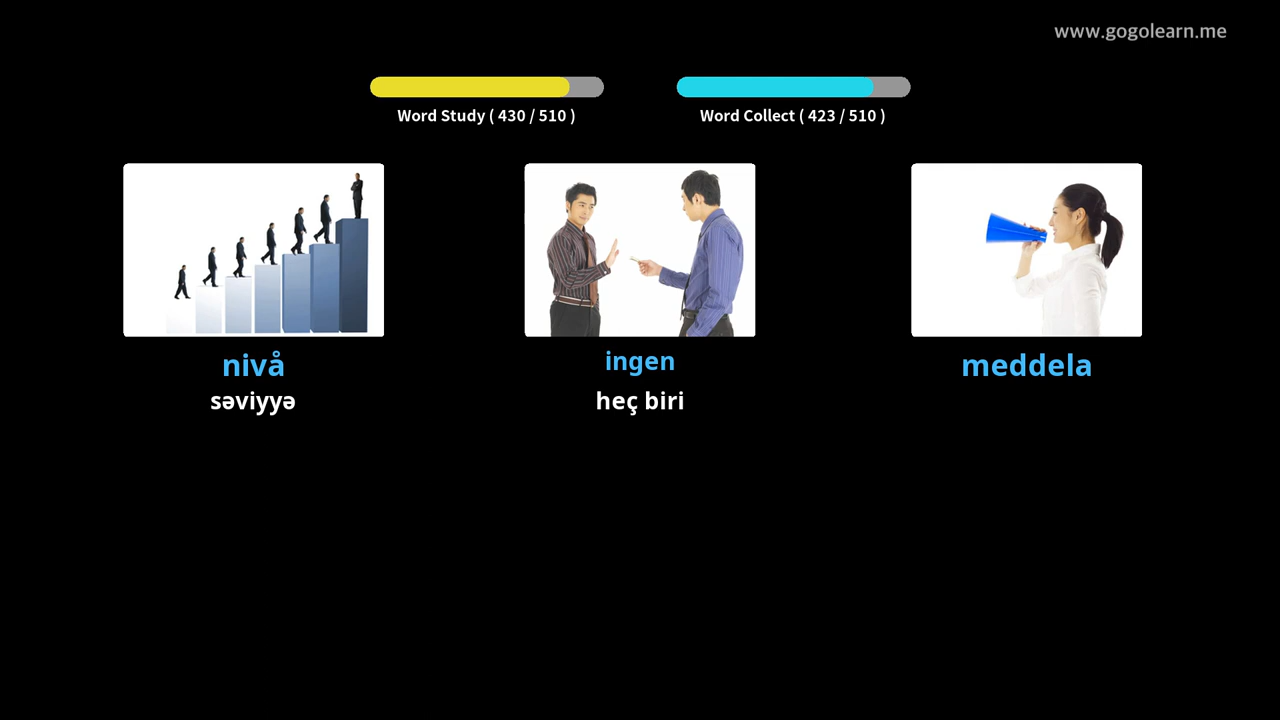 www.gogolearn.me
Word Study ( 430 / 510 )
Word Collect ( 423 / 510 )
nivå
ingen
meddela
səviyyə
heç biri